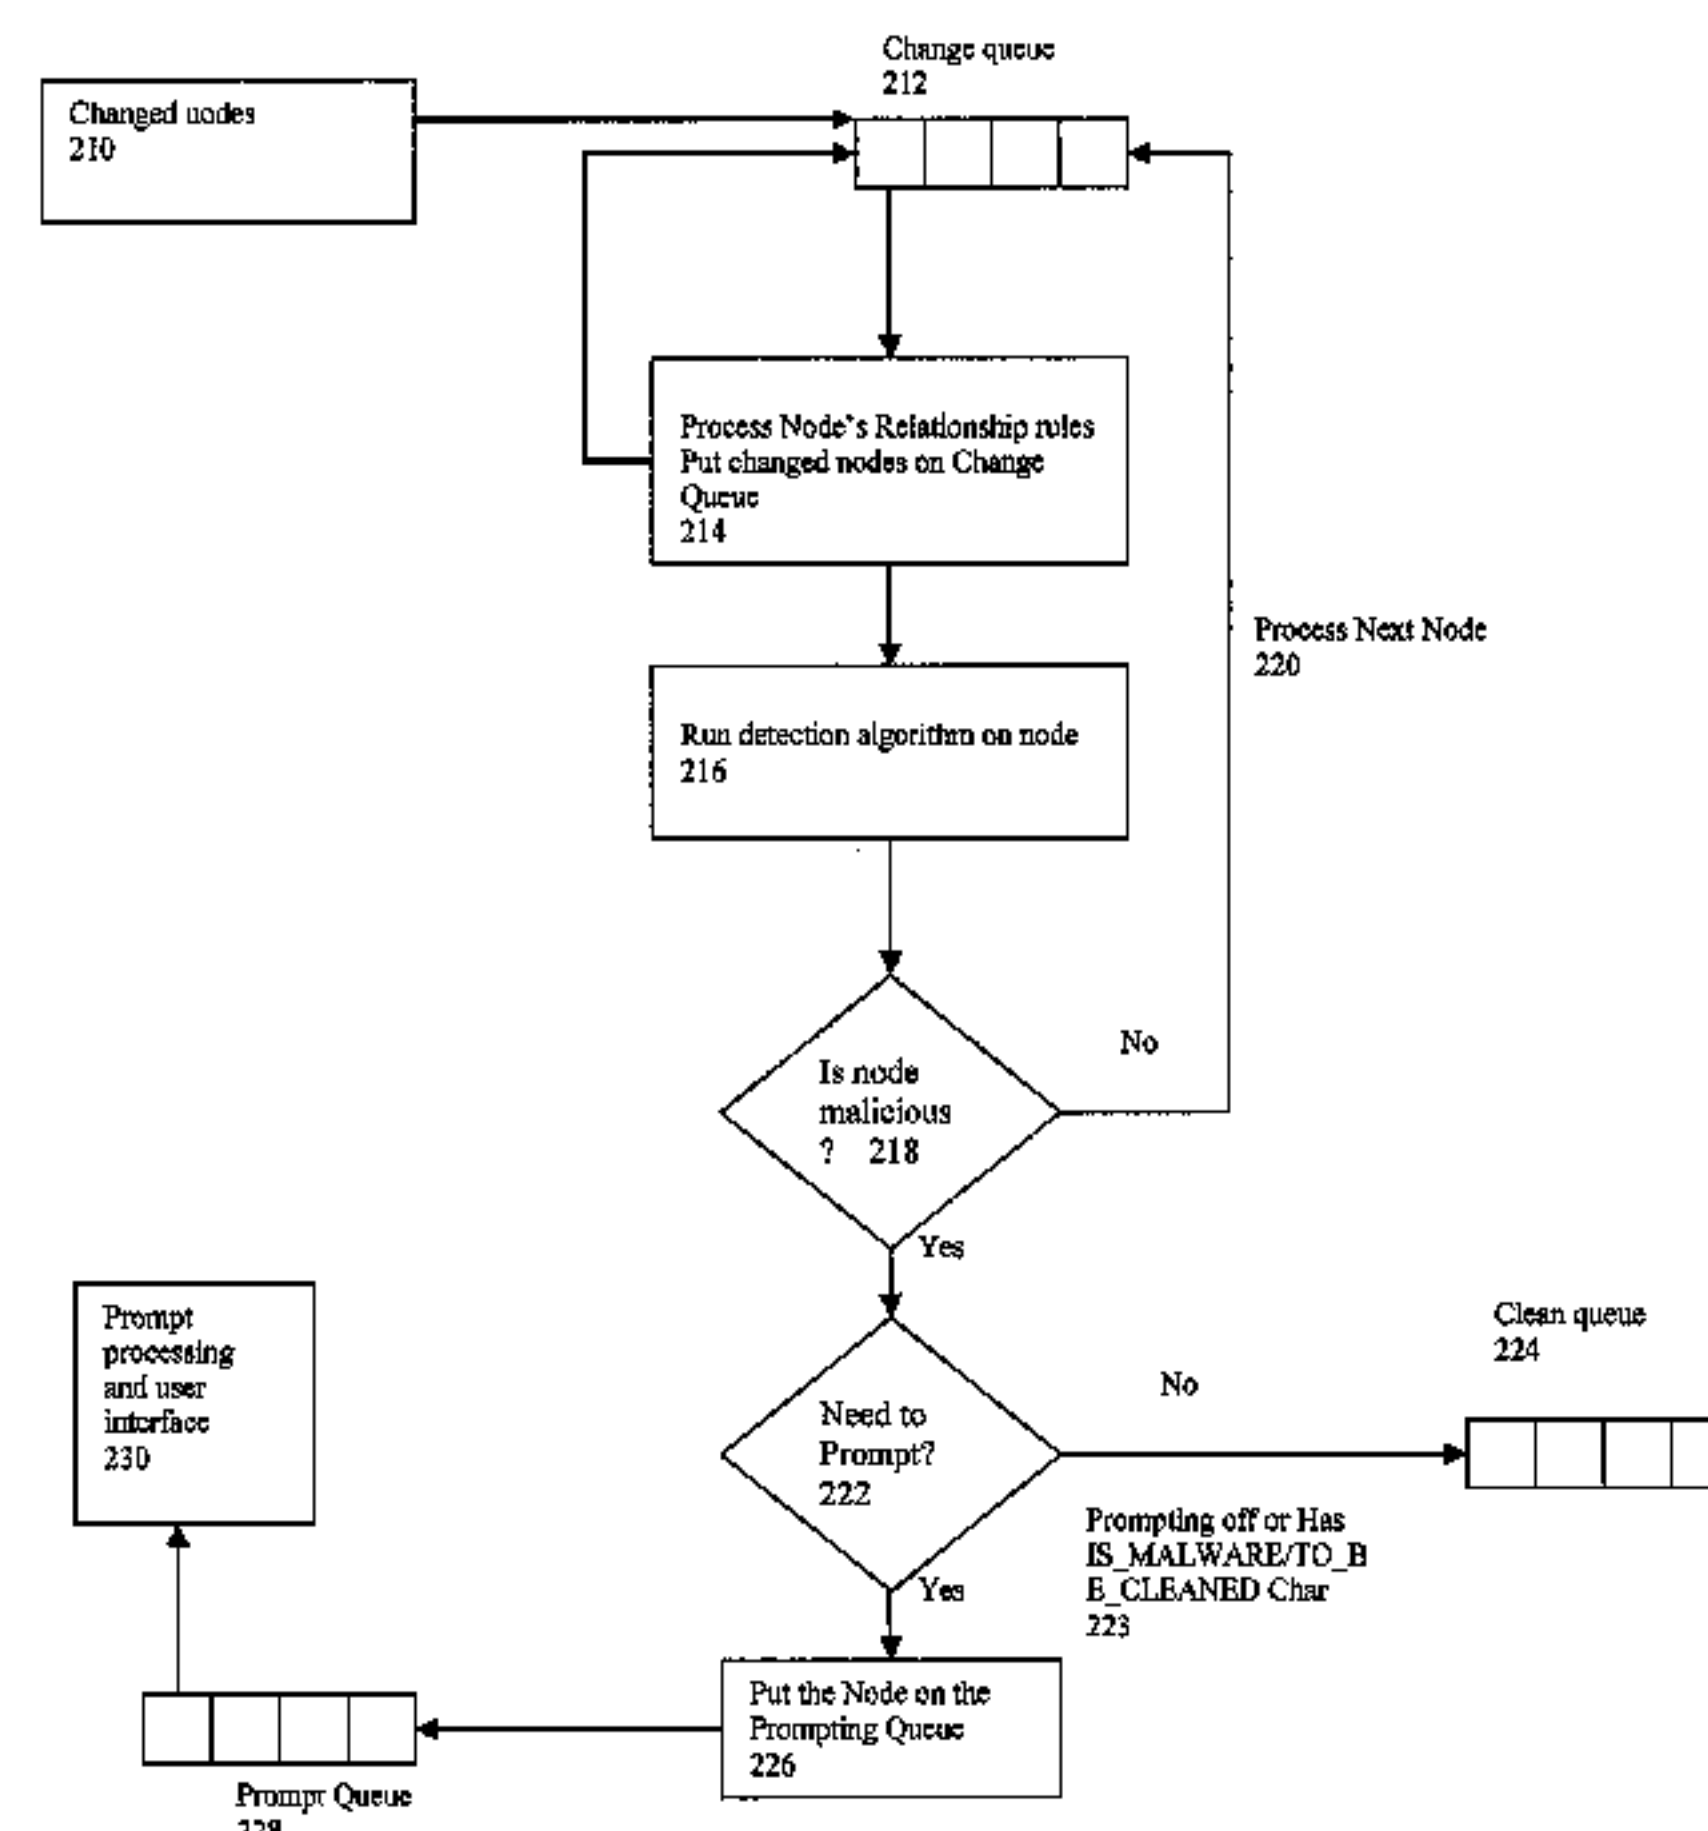 Change queue
212
Changed nodes
210
Process Node's Relationship rules
Put changed nodes on Change
Queue
214
Process Next Node
220
Run detection algorithm on node
216
No
Is node
malicious
? 218
Yes
Prompt
processing
and user
interface
230
Clean queue
224
No
Need to
Prompt?
222
Prompting off or Has
IS_MALWARE/TO_B
E_CLEANED Char
223
Yes
Put the Node on the
Prompting Queue
226
Prompt Queue
228